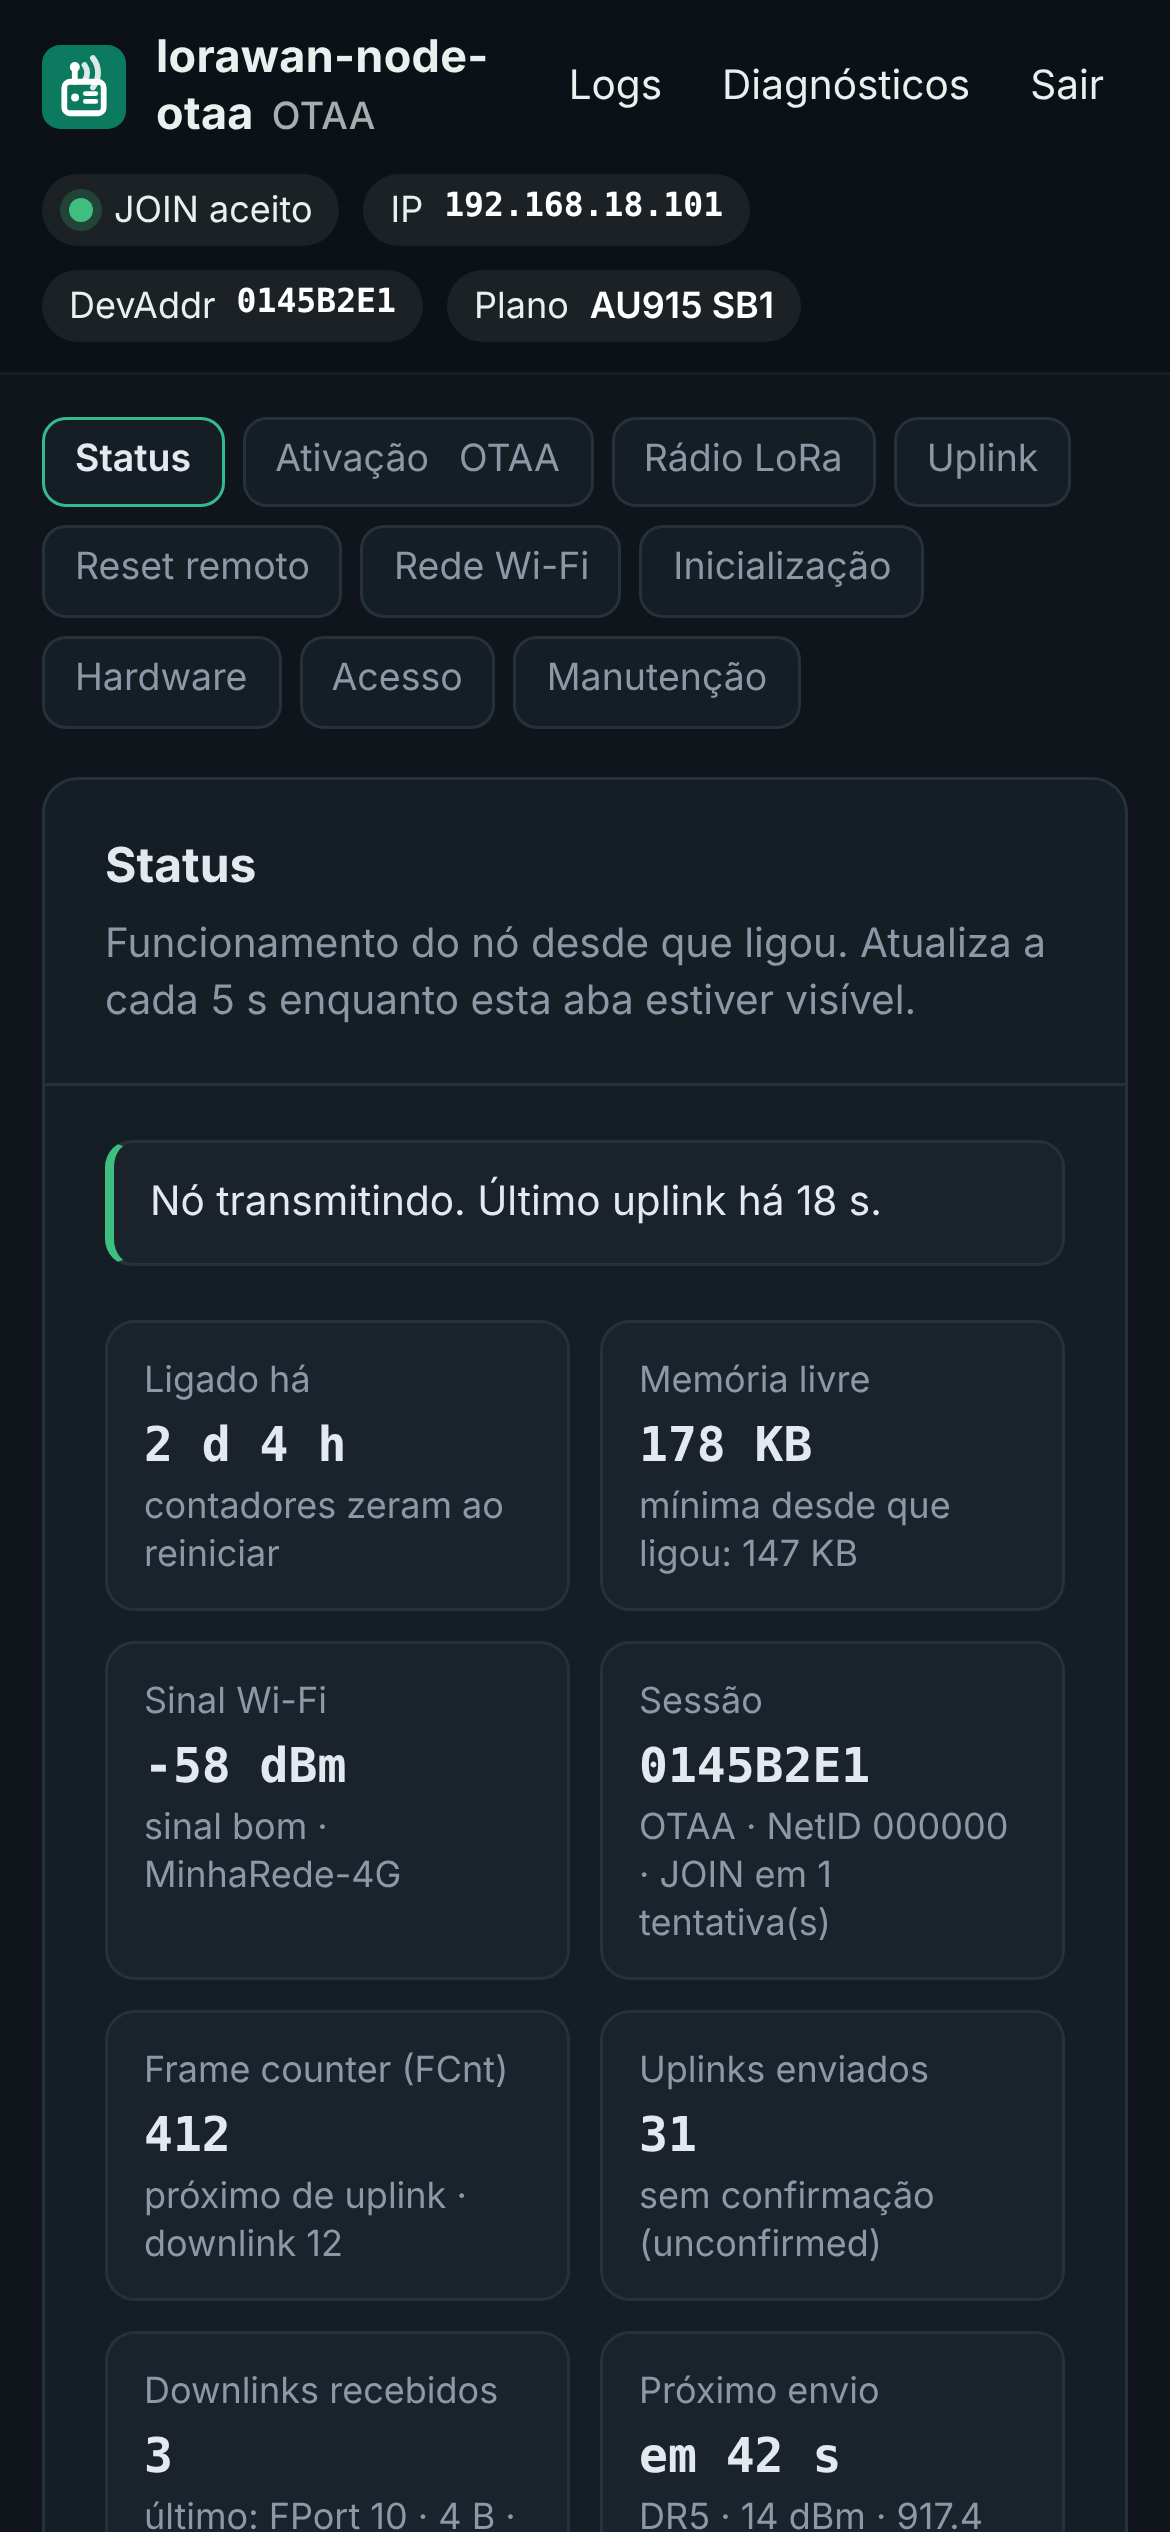 lorawan-node-
otaa OTAA
Logs
Diagnósticos
Sair
JOIN aceito
IP 192.168.18.101
DevAddr 0145B2E1
Plano AU915 SB1
Status
Ativação OTAA
Rádio LoRa
Uplink
Reset remoto
Rede Wi-Fi
Inicialização
Hardware
Acesso
Manutenção
Status
Funcionamento do nó desde que ligou. Atualiza a
cada 5 s enquanto esta aba estiver visível.
Nó transmitindo. Último uplink há 18 s.
Ligado há
2 d 4 h
contadores zeram ao
reiniciar
Memória livre
178 KB
mínima desde que
ligou: 147 KB
Sinal Wi-Fi
-58 dBm
sinal bom ·
MinhaRede-4G
Sessão
0145B2E1
OTAA · NetID 000000
· JOIN em 1
tentativa(s)
Frame counter (FCnt)
412
próximo de uplink ·
downlink 12
Uplinks enviados
31
sem confirmação
(unconfirmed)
Downlinks recebidos
3
último: FPort 10 · 4 B ·
Próximo envio
em 42 s
DR5 · 14 dBm · 917.4